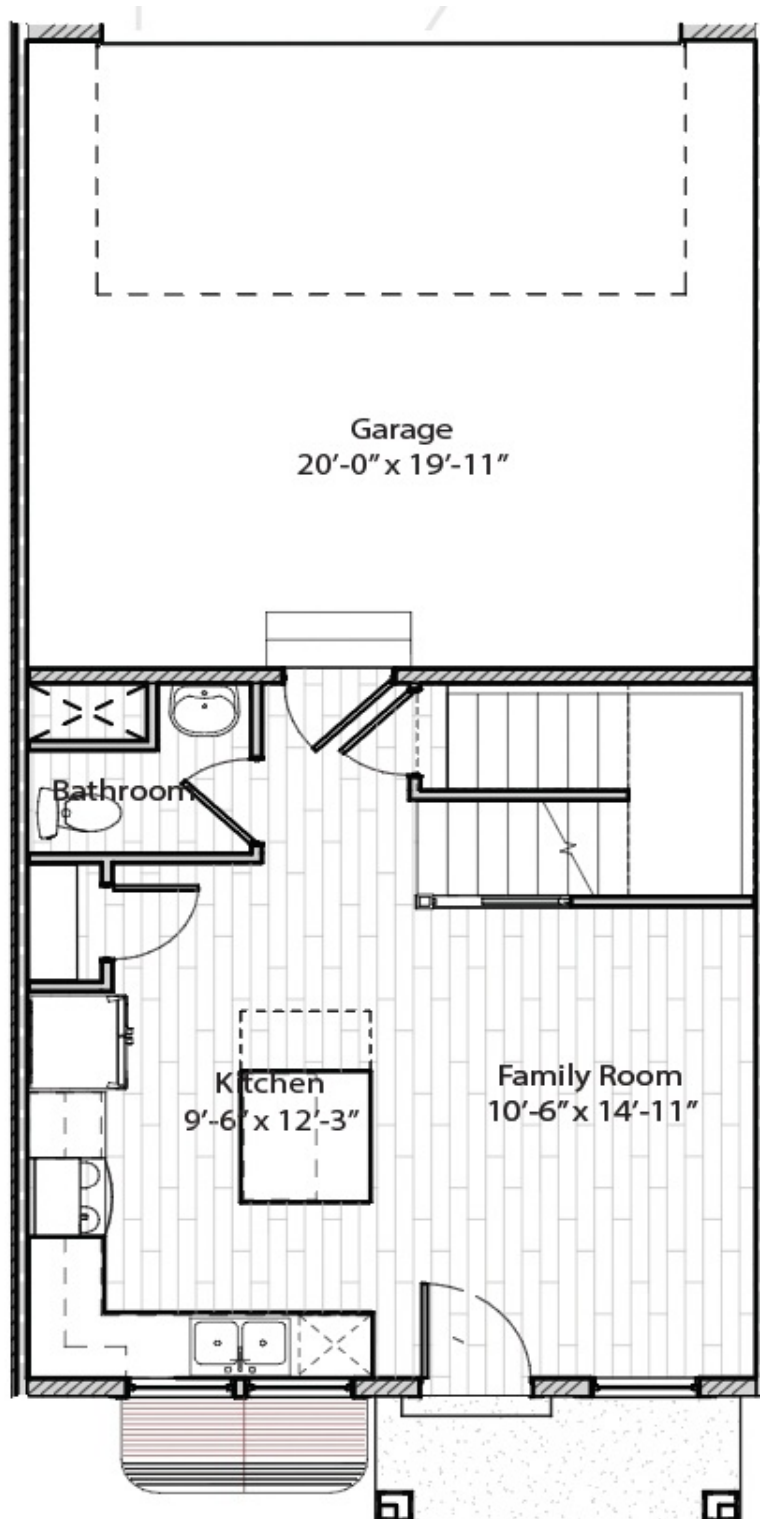 Garage
20’-0” x 19’-11”
Bathroom
Kitchen
9’-6” x 12’-3”
Family Room
10’-6” x 14’-11”